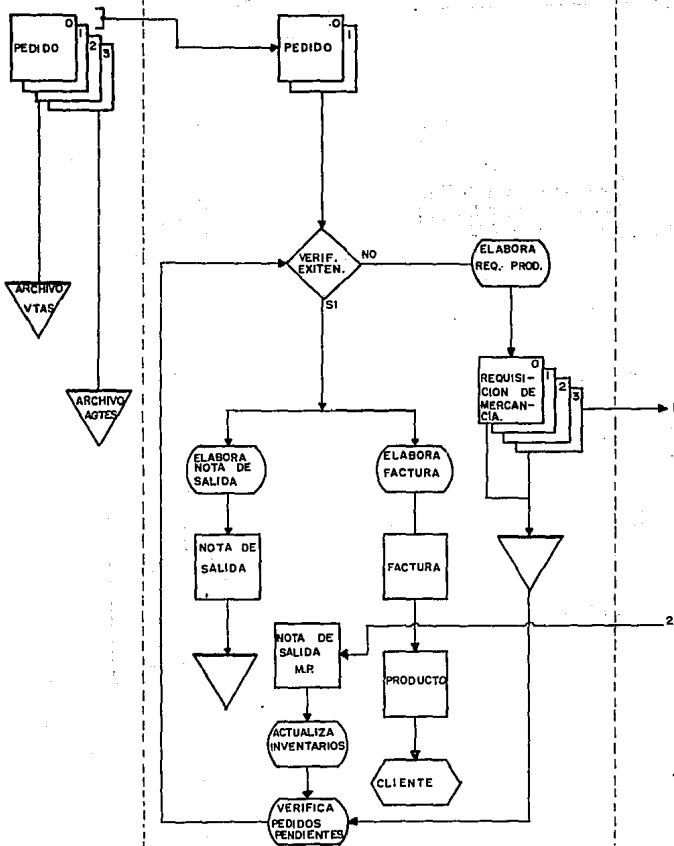 0
PEDIDO
1
2
3
.0
PEDIDO
1
VERIF.
EXITEN.
NO
SI
ELABORA
REQ.- PROD.
ARCHIVO
VTAS
ARCHIVO
AGTES
0
REQUISI-
CION DE
MERCAN-
CIA.
1
2
3
ELABORA
NOTA DE
SALIDA
ELABORA
FACTURA
NOTA DE
SALIDA
FACTURA
NOTA DE
SALIDA
M.P.
2
PRODUCTO
ACTUALIZA
INVENTARIOS
CLIENTE
VERIFICA
PEDIDOS
PENDIENTES